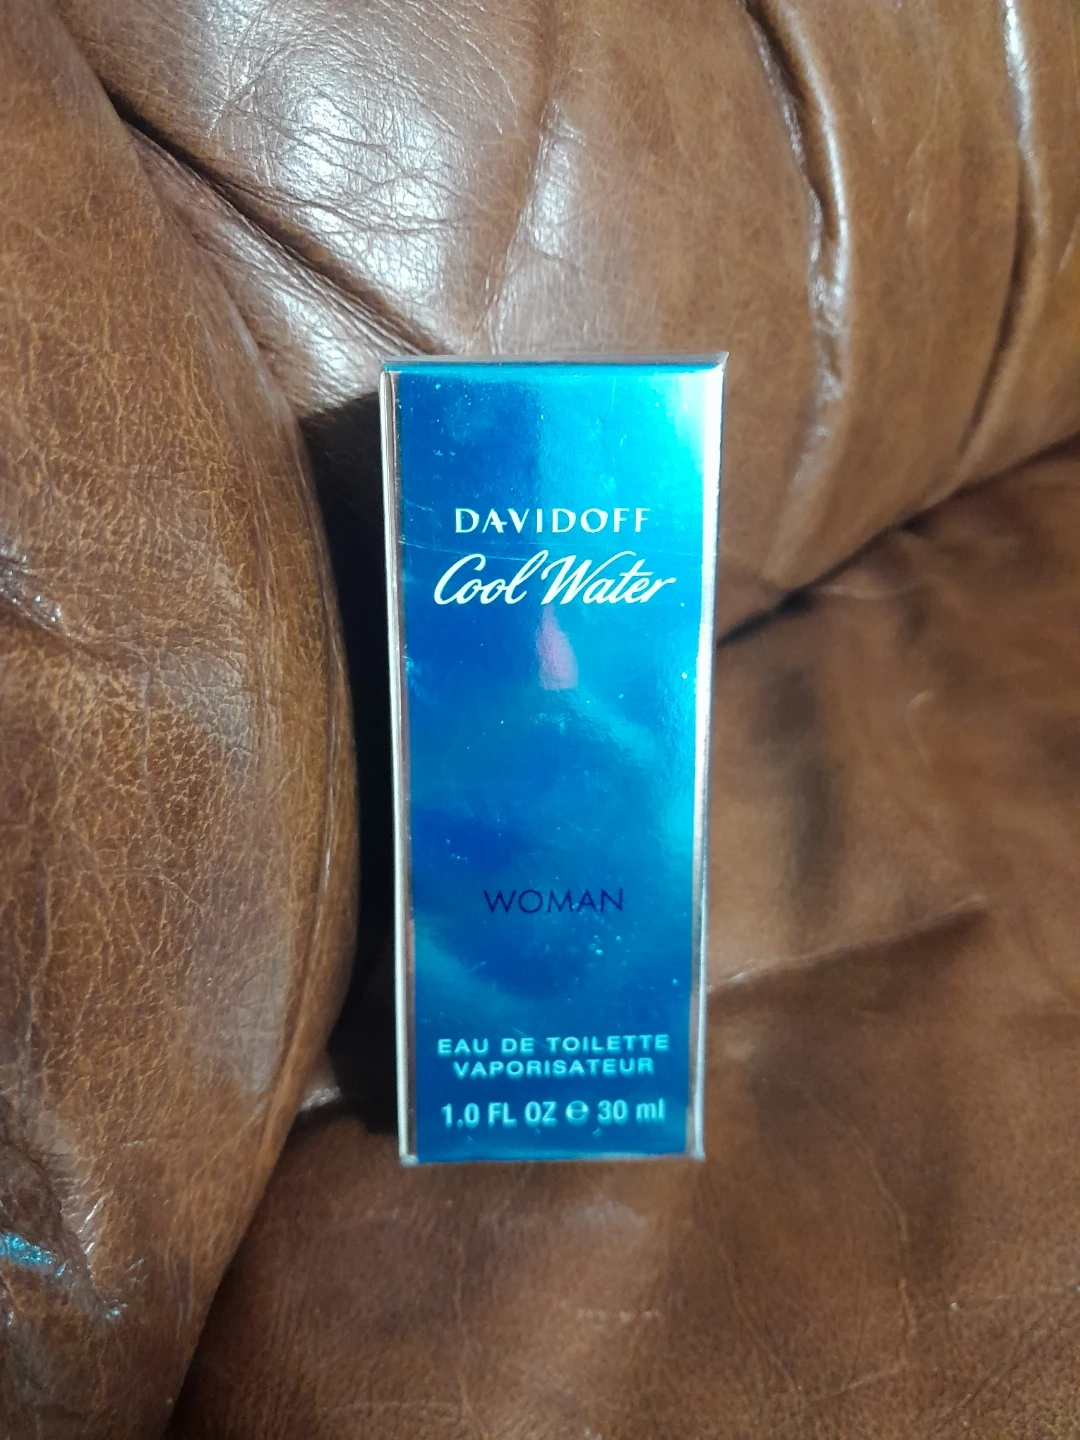 DAVIDOFF
Cool Water
WOMAN
EAU DE TOILETTE
VAPORISATEUR
1.0 FL OZ ℮ 30 ml